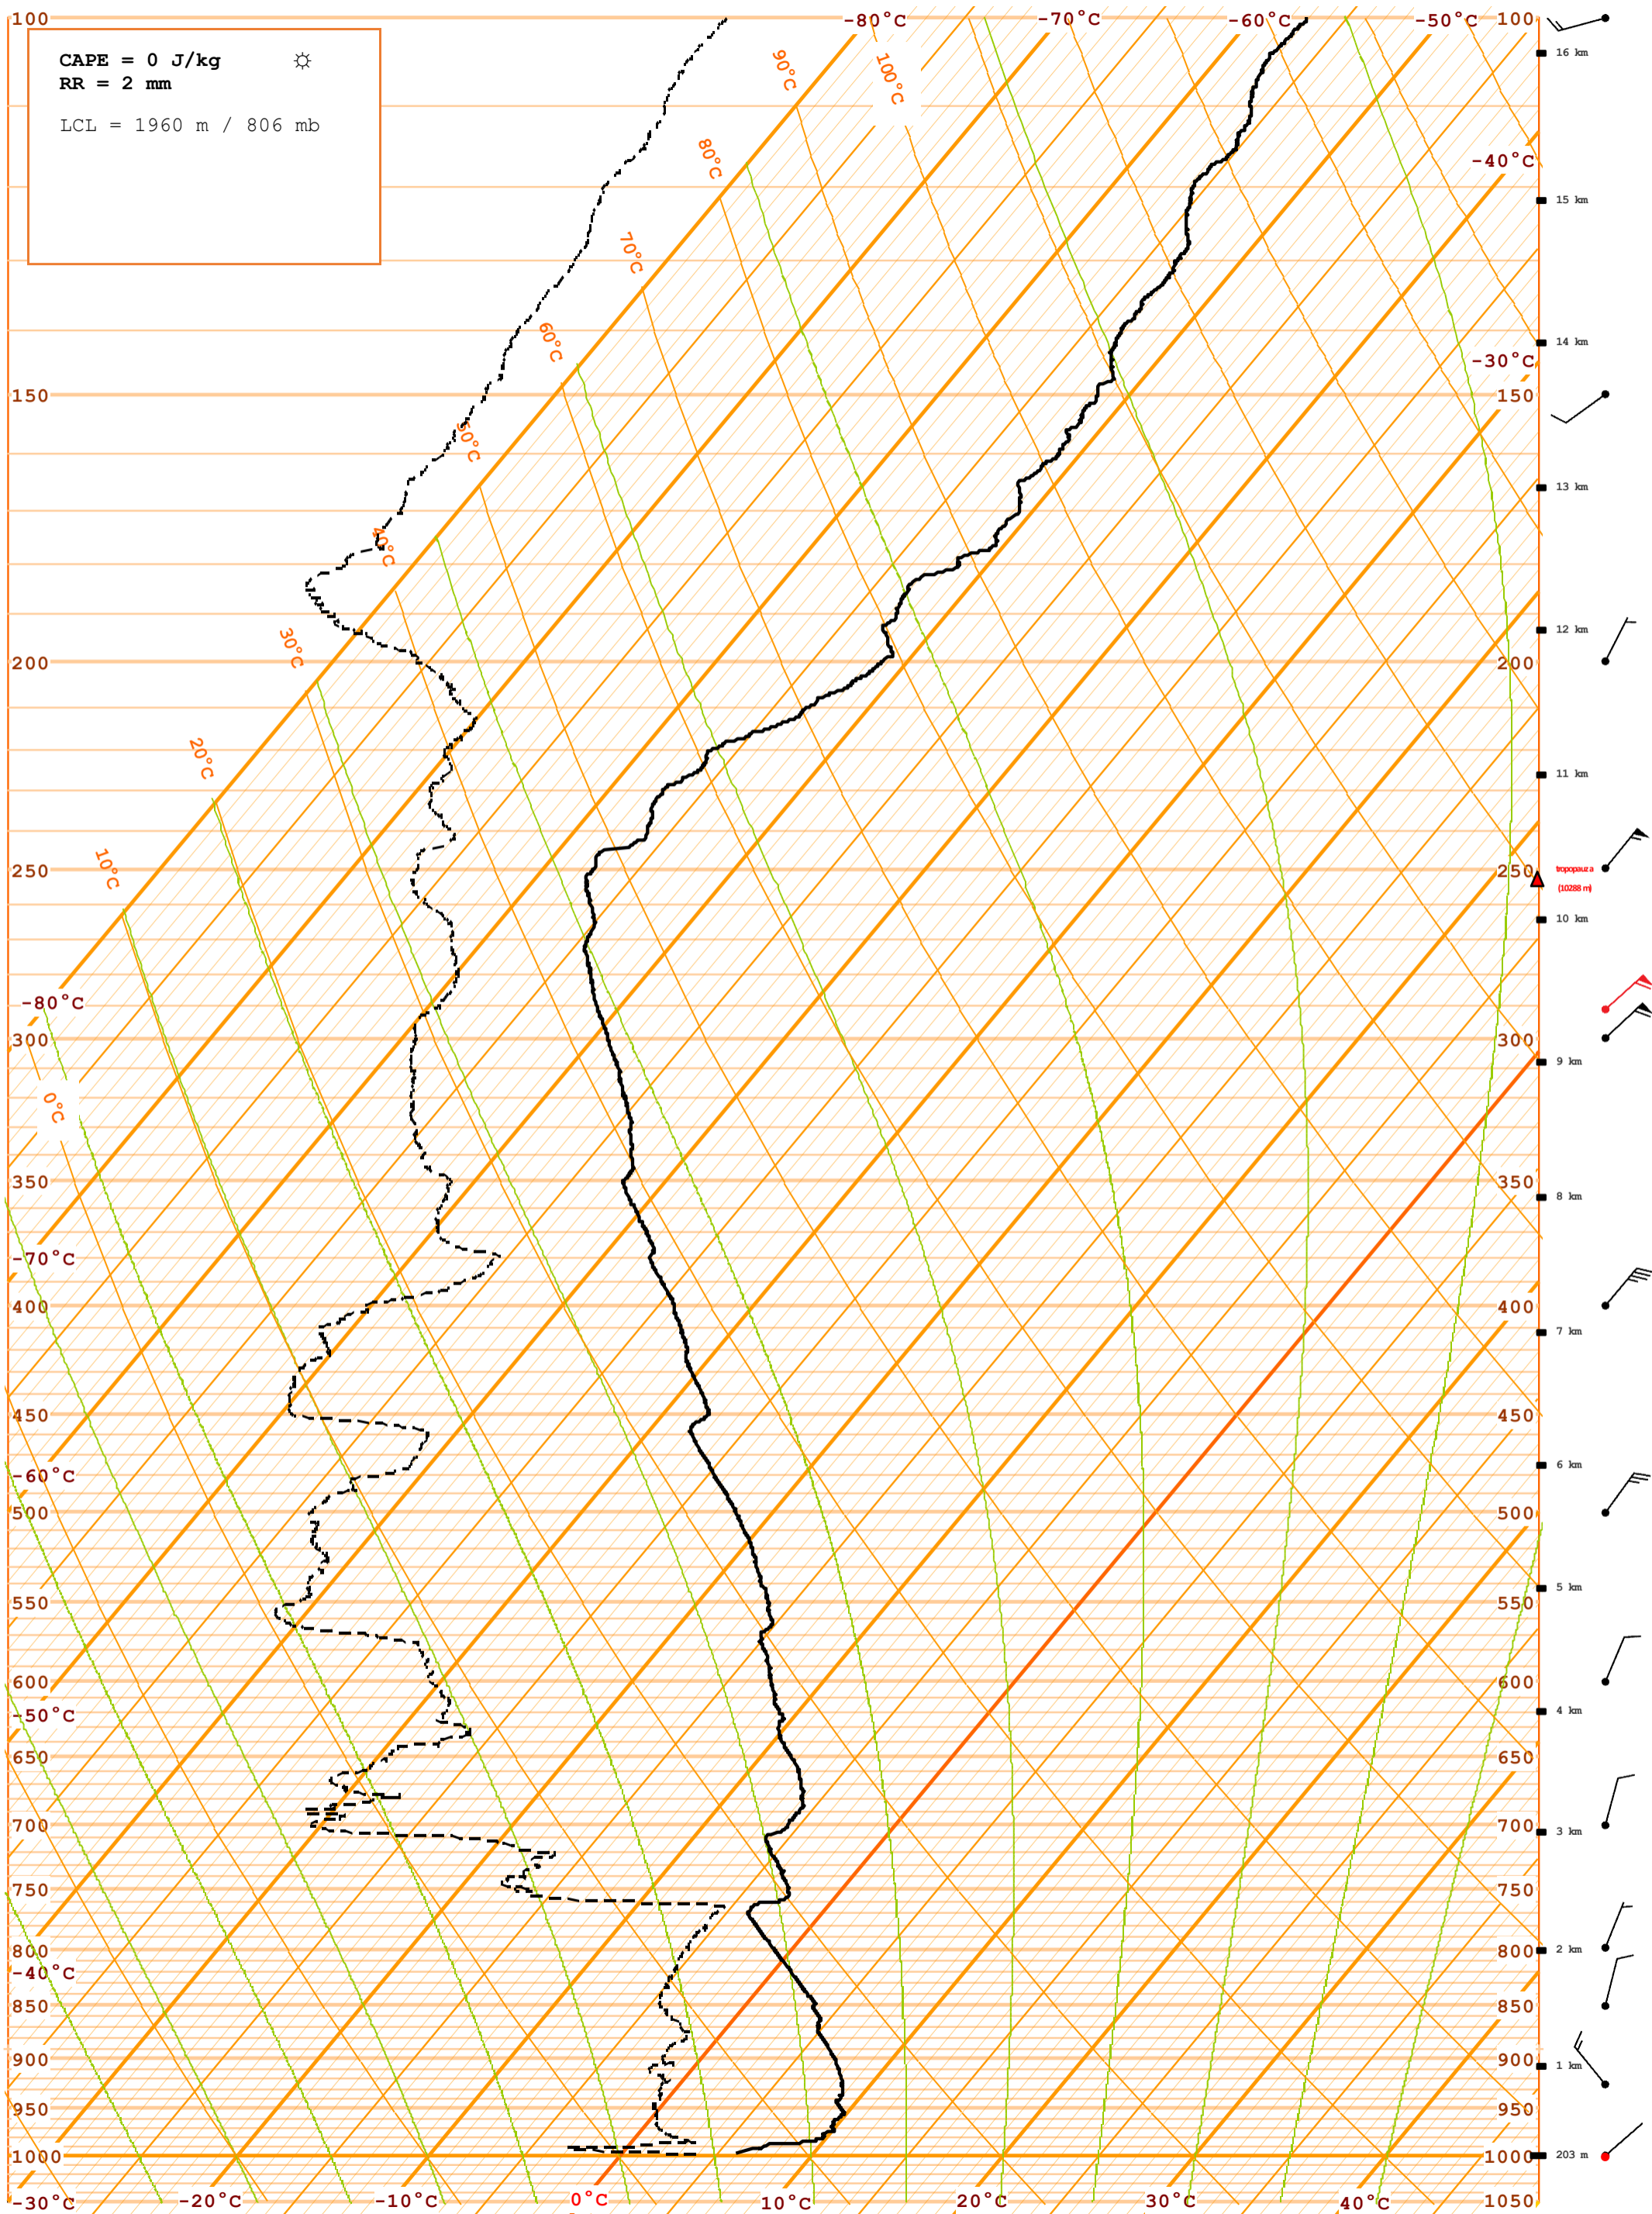 100 -80°C -70°C -60°C -50°C 100
CAPE = 0 J/kg ☼
RR = 2 mm
LCL = 1960 m / 806 mb
16 km
90°C 100°C
80°C
-40°C
15 km
70°C
60°C
14 km
-30°C
150 150
50°C
13 km
40°C
30°C
12 km
200 200
20°C
11 km
10°C
250 250
tropopauza
(10288 m)
10 km
-80°C
300 300
9 km
0°C
350 350
8 km
-70°C
400 400
7 km
450 450
6 km
-60°C
500 500
5 km
550 550
600 600
4 km
-50°C
650 650
700 700
3 km
750 750
800 800
2 km
-40°C
850 850
900 900
1 km
950 950
1000 1000
203 m
-30°C -20°C -10°C 0°C 10°C 20°C 30°C 40°C 1050